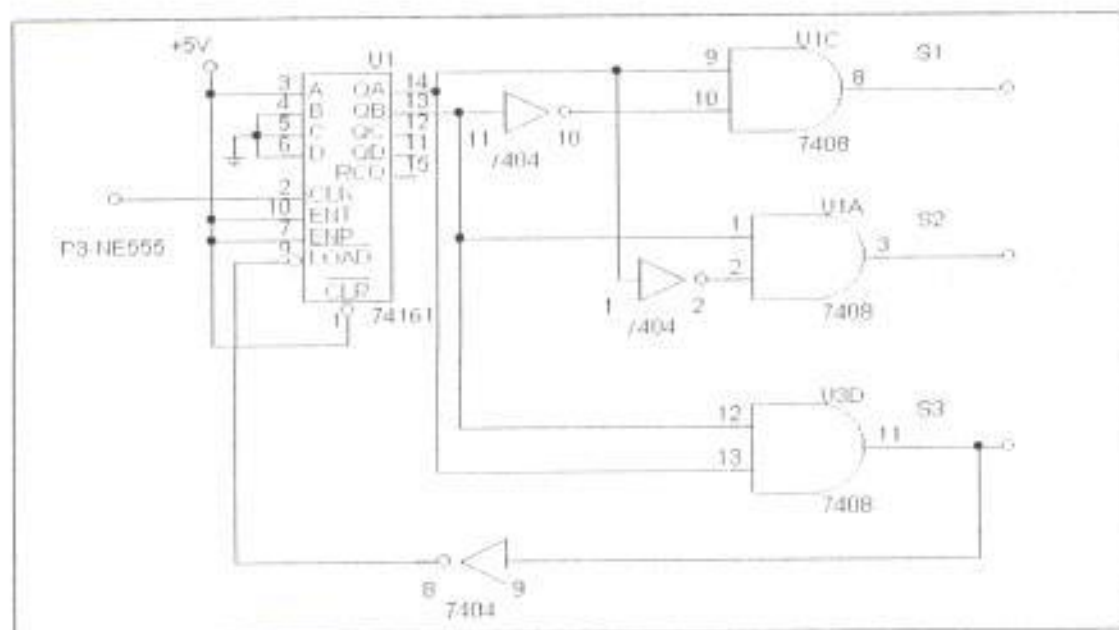 +5V
U1
3 A QA 14
4 B QB 13
5 C QC 12
6 D QD 11
RCO 15
2 CLK
10 ENT
7 ENP
9 LOAD
CLR
1
74161
P3-NE555
11 10
7404
U1C
9
10
8
S1
7408
U1A
1
2
3
S2
7408
1 2
7404
U3D
12
13
11
S3
7408
8 9
7404